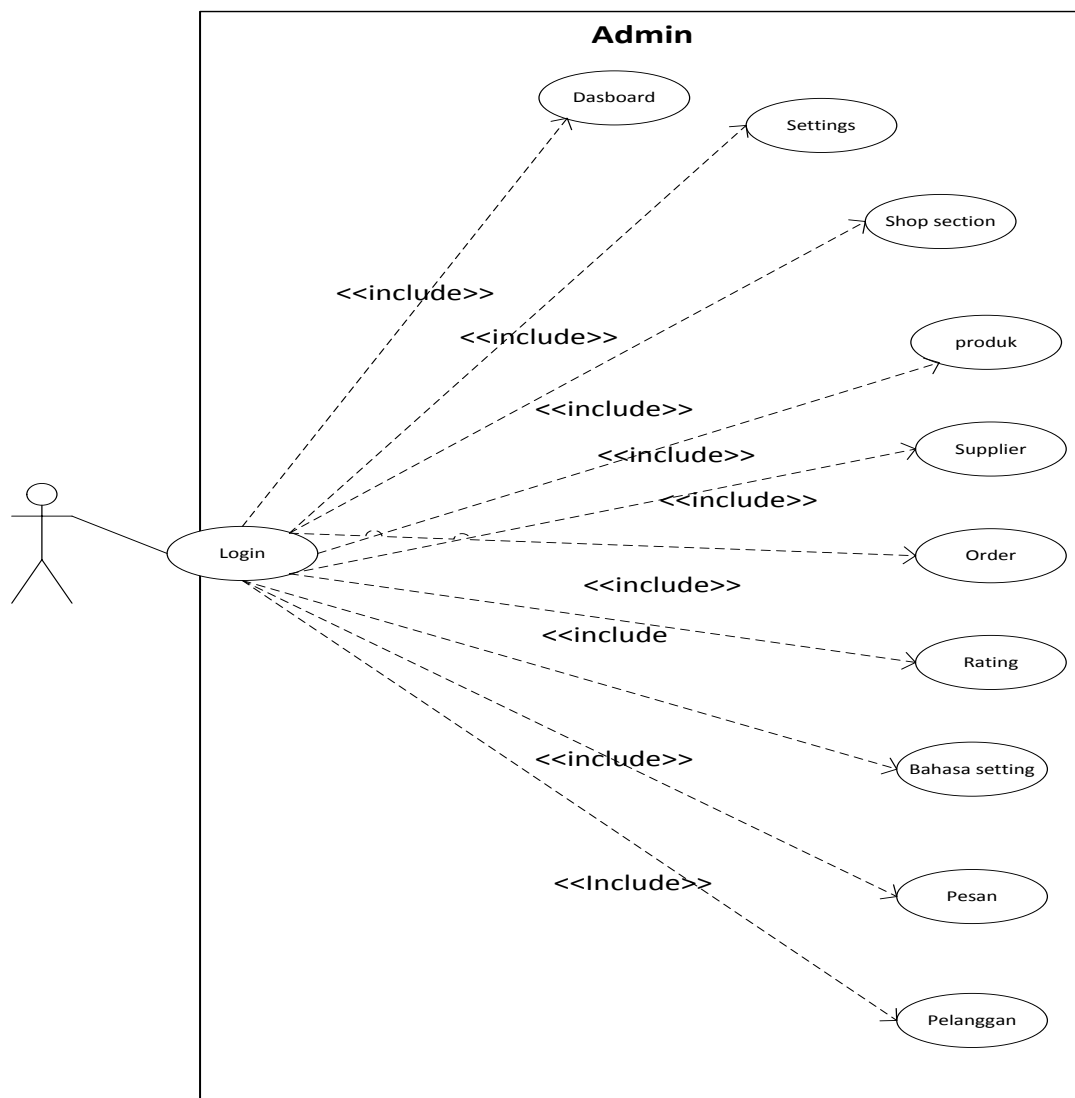 Admin
Dasboard
Settings
Shop section
<<include>>
<<include>>
produk
<<include>>
<<include>>
Supplier
<<include>>
Login
Order
<<include>>
<<include
Rating
<<include>>
Bahasa setting
<<Include>>
Pesan
Pelanggan